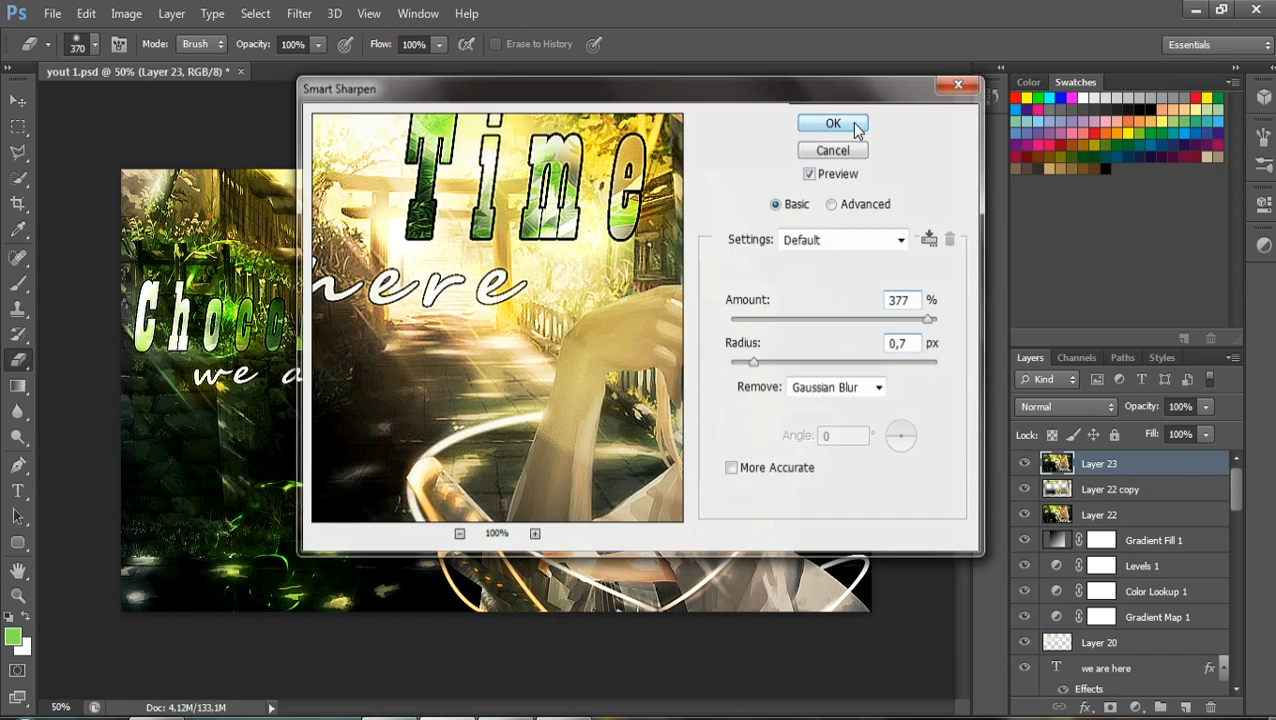 Ps File Edit Image Layer Type Select Filter 3D View Window Help
370 Mode: Brush Opacity: 100% Flow: 100% Erase to History Essentials
yout 1.psd @ 50% (Layer 23, RGB/8) * ×
Smart Sharpen
Color Swatches
Time
here
Choco
we a
OK
Cancel
Preview
Basic Advanced
Settings: Default
Amount: 377 %
Radius: 0,7 px
Remove: Gaussian Blur
Angle: 0 °
More Accurate
100%
Layers Channels Paths Styles
Kind
Normal Opacity: 100%
Lock: Fill: 100%
Layer 23
Layer 22 copy
Layer 22
Gradient Fill 1
Levels 1
Color Lookup 1
Gradient Map 1
Layer 20
T we are here fx
Effects
50% Doc: 4,12M/133,1M